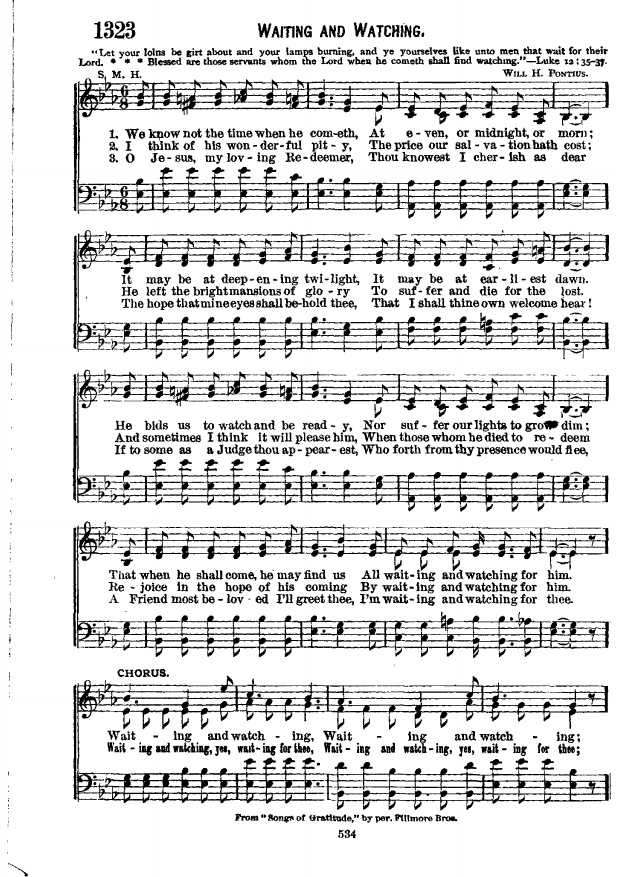 1323
WAITING AND WATCHING.
"Let your loins be girt about and your lamps burning, and ye yourselves like unto men that wait for their
Lord. * * * Blessed are those servants whom the Lord when he cometh shall find watching."—Luke 12:35-37.
S. M. H.
WILL H. PONTIUS.
1. We know not the time when he com-eth, At e - ven, or midnight, or morn;
2. I think of his won-der-ful pit-y, The price our sal-va-tion hath cost;
3. O Je-sus, my lov-ing Re-deemer, Thou knowest I cher-ish as dear
It may be at deep-en-ing twi-light, It may be at ear-li-est dawn.
He left the bright mansions of glo-ry To suf-fer and die for the lost.
The hope that mine eyes shall be-hold thee, That I shall thine own welcome hear!
He bids us to watch and be read-y, Nor suf-fer our lights to grow dim;
And sometimes I think it will please him, When those whom he died to re-deem
If to some as a Judge thou ap-pear-est, Who forth from thy presence would flee,
That when he shall come, he may find us All wait-ing and watching for him.
Re-joice in the hope of his coming By wait-ing and watching for him.
A Friend most be-lov-ed I'll greet thee, I'm wait-ing and watching for thee.
CHORUS.
Wait - ing and watch - ing, Wait - ing and watch - ing;
Wait-ing and watching, yes, wait-ing for thee, Wait-ing and watch-ing, yes, wait-ing for thee;
From "Songs of Gratitude," by per. Fillmore Bros.
534